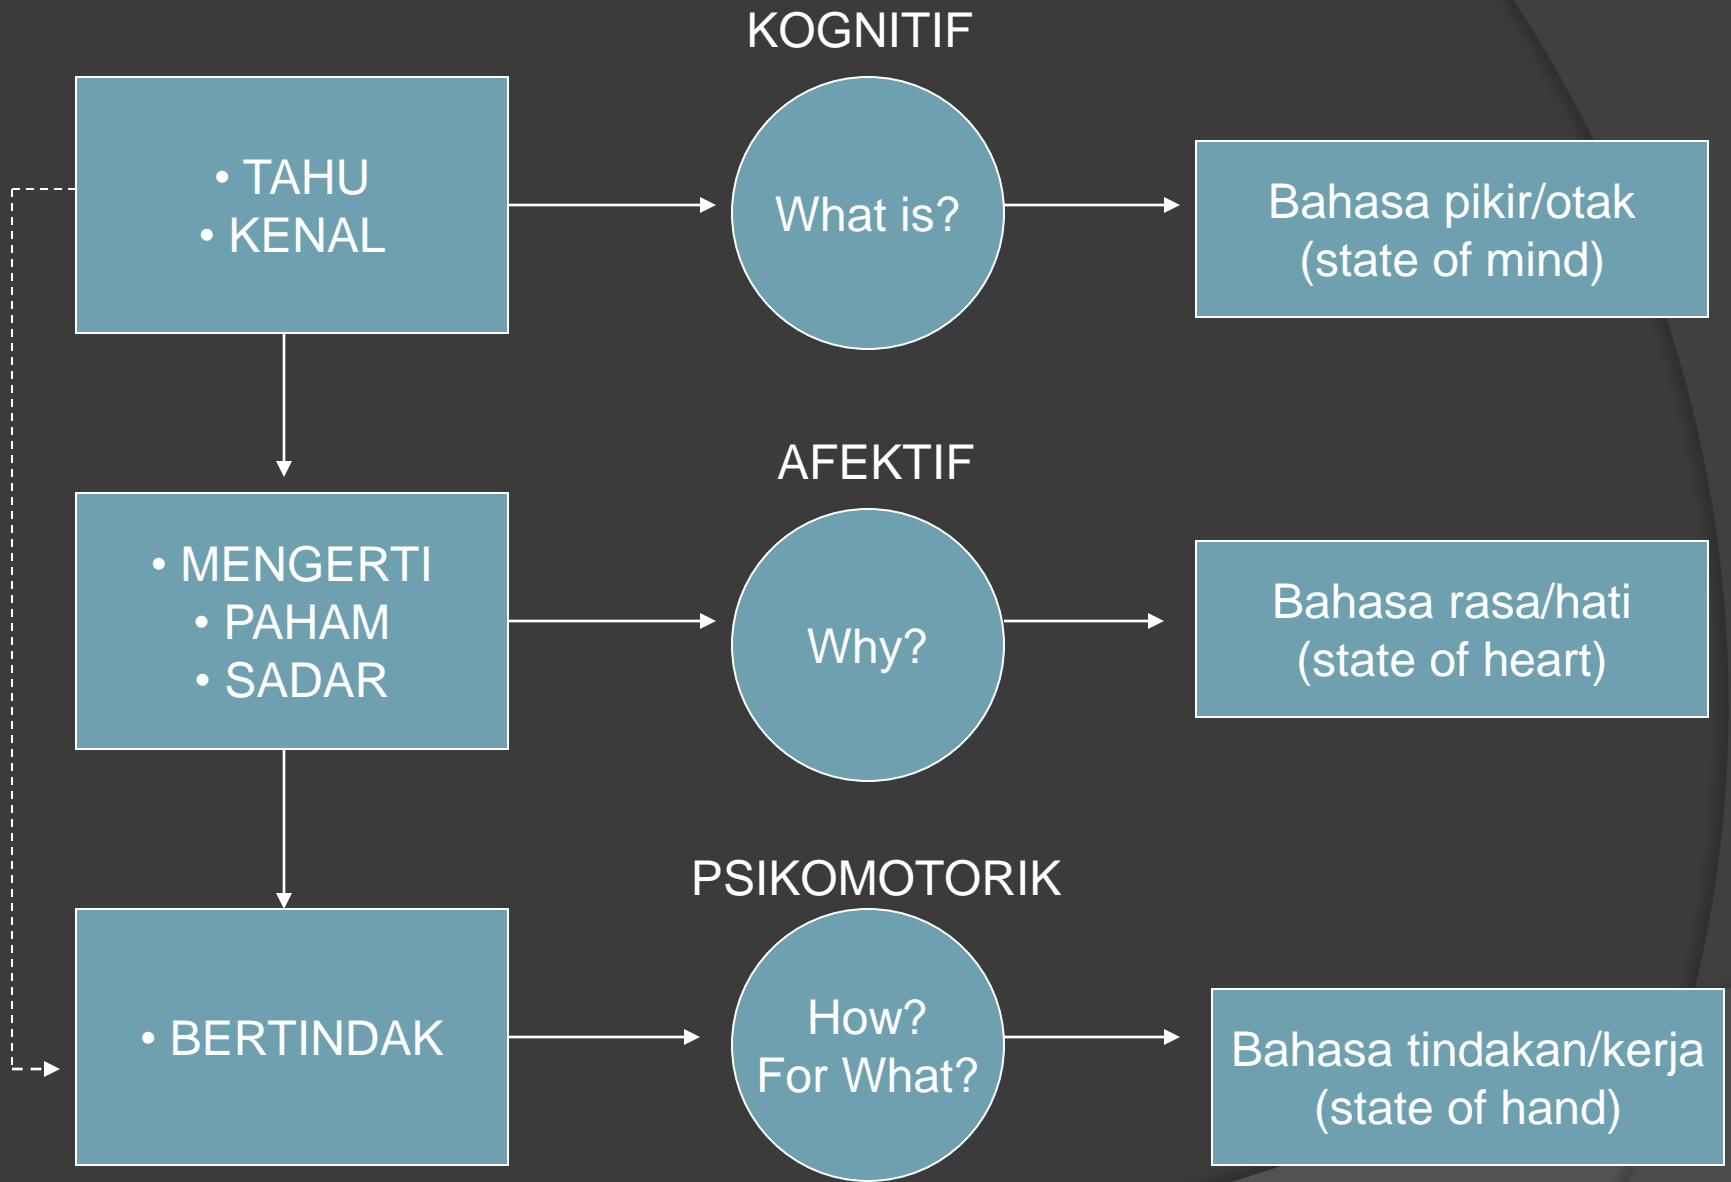 KOGNITIF
• TAHU
• KENAL
What is?
Bahasa pikir/otak
(state of mind)
AFEKTIF
• MENGERTI
• PAHAM
• SADAR
Why?
Bahasa rasa/hati
(state of heart)
PSIKOMOTORIK
• BERTINDAK
How?
For What?
Bahasa tindakan/kerja
(state of hand)